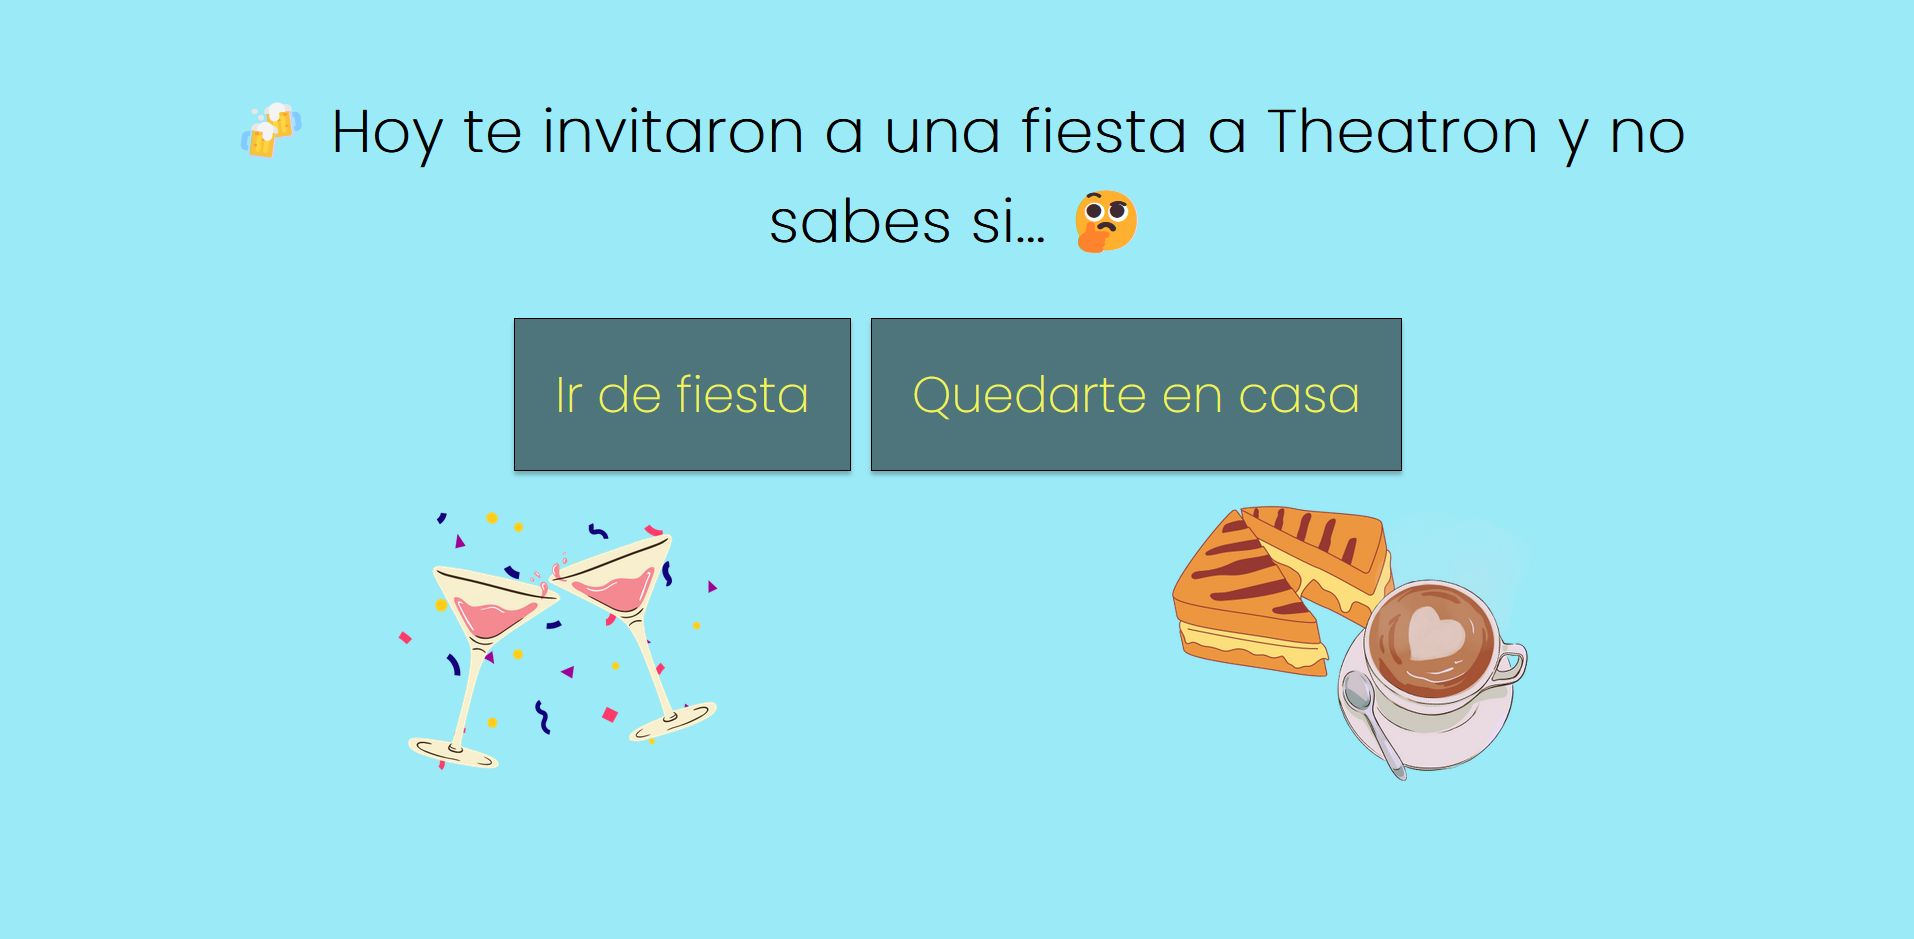 🍻 Hoy te invitaron a una fiesta a Theatron y no
sabes si... 🤔
Ir de fiesta
Quedarte en casa